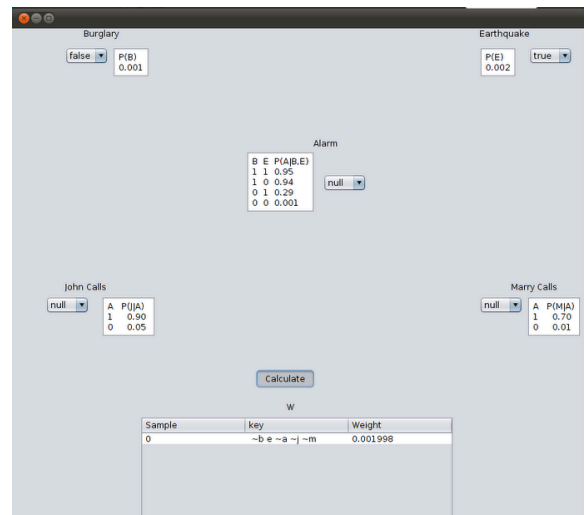 Burglary
Earthquake
false
P(B)
0.001
P(E)
0.002
true
Alarm
B E P(A|B,E)
1 1 0.95
1 0 0.94
0 1 0.29
0 0 0.001
null
John Calls
Marry Calls
null
A P(J|A)
1 0.90
0 0.05
null
A P(M|A)
1 0.70
0 0.01
Calculate
W
Sample key Weight
0 ~b e ~a ~j ~m 0.001998